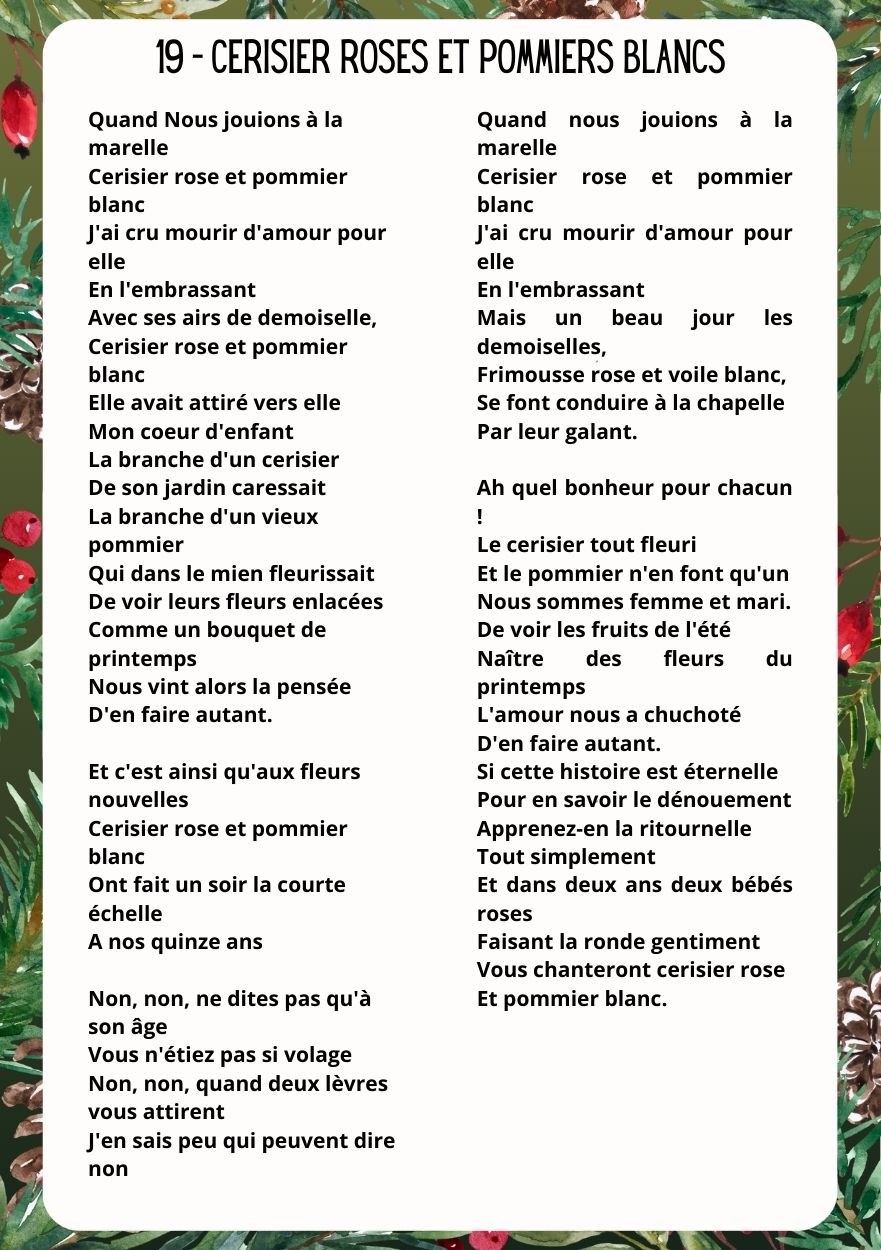 19 - CERISIER ROSES ET POMMIERS BLANCS
Quand Nous jouions à la
marelle
Cerisier rose et pommier
blanc
J'ai cru mourir d'amour pour
elle
En l'embrassant
Avec ses airs de demoiselle,
Cerisier rose et pommier
blanc
Elle avait attiré vers elle
Mon coeur d'enfant
La branche d'un cerisier
De son jardin caressait
La branche d'un vieux
pommier
Qui dans le mien fleurissait
De voir leurs fleurs enlacées
Comme un bouquet de
printemps
Nous vint alors la pensée
D'en faire autant.
Et c'est ainsi qu'aux fleurs
nouvelles
Cerisier rose et pommier
blanc
Ont fait un soir la courte
échelle
A nos quinze ans
Non, non, ne dites pas qu'à
son âge
Vous n'étiez pas si volage
Non, non, quand deux lèvres
vous attirent
J'en sais peu qui peuvent dire
non
Quand nous jouions à la
marelle
Cerisier rose et pommier
blanc
J'ai cru mourir d'amour pour
elle
En l'embrassant
Mais un beau jour les
demoiselles,
Frimousse rose et voile blanc,
Se font conduire à la chapelle
Par leur galant.
Ah quel bonheur pour chacun
!
Le cerisier tout fleuri
Et le pommier n'en font qu'un
Nous sommes femme et mari.
De voir les fruits de l'été
Naître des fleurs du
printemps
L'amour nous a chuchoté
D'en faire autant.
Si cette histoire est éternelle
Pour en savoir le dénouement
Apprenez-en la ritournelle
Tout simplement
Et dans deux ans deux bébés
roses
Faisant la ronde gentiment
Vous chanteront cerisier rose
Et pommier blanc.